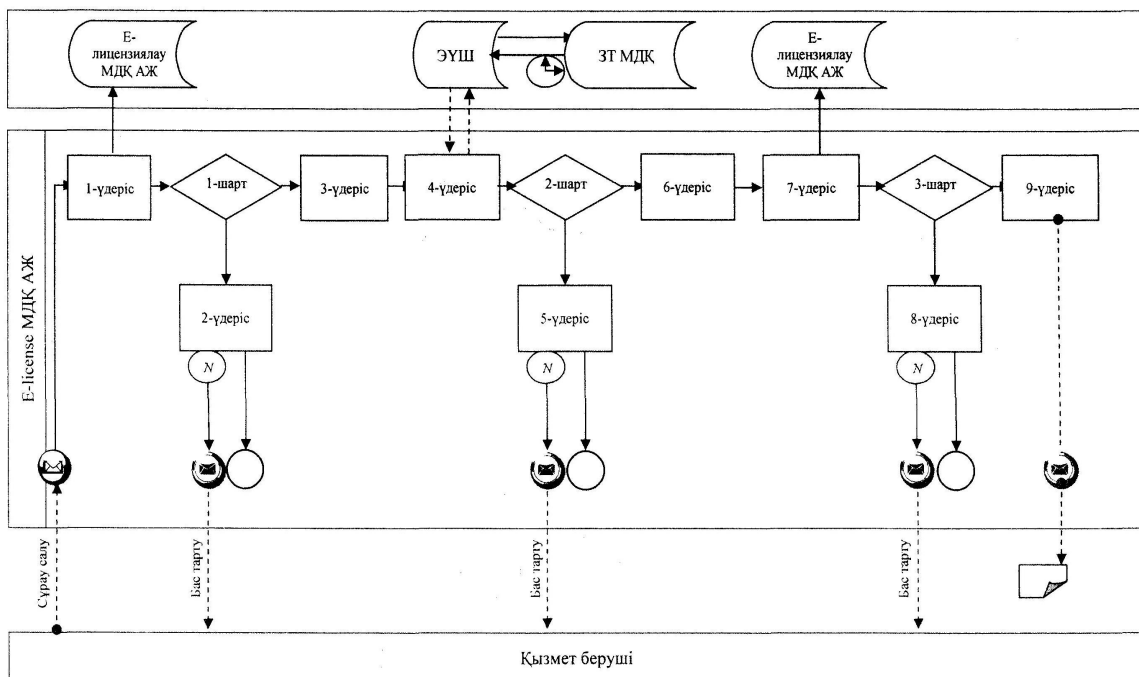 Е-
лицензиялау
МДҚ АЖ
ЭҮШ
ЗТ МДҚ
Е-
лицензиялау
МДҚ АЖ
E-license МДҚ АЖ
1-үдеріс
1-шарт
3-үдеріс
4-үдеріс
2-шарт
6-үдеріс
7-үдеріс
3-шарт
9-үдеріс
2-үдеріс
5-үдеріс
8-үдеріс
N
N
N
Сұрау салу
Бас тарту
Бас тарту
Бас тарту
Қызмет беруші